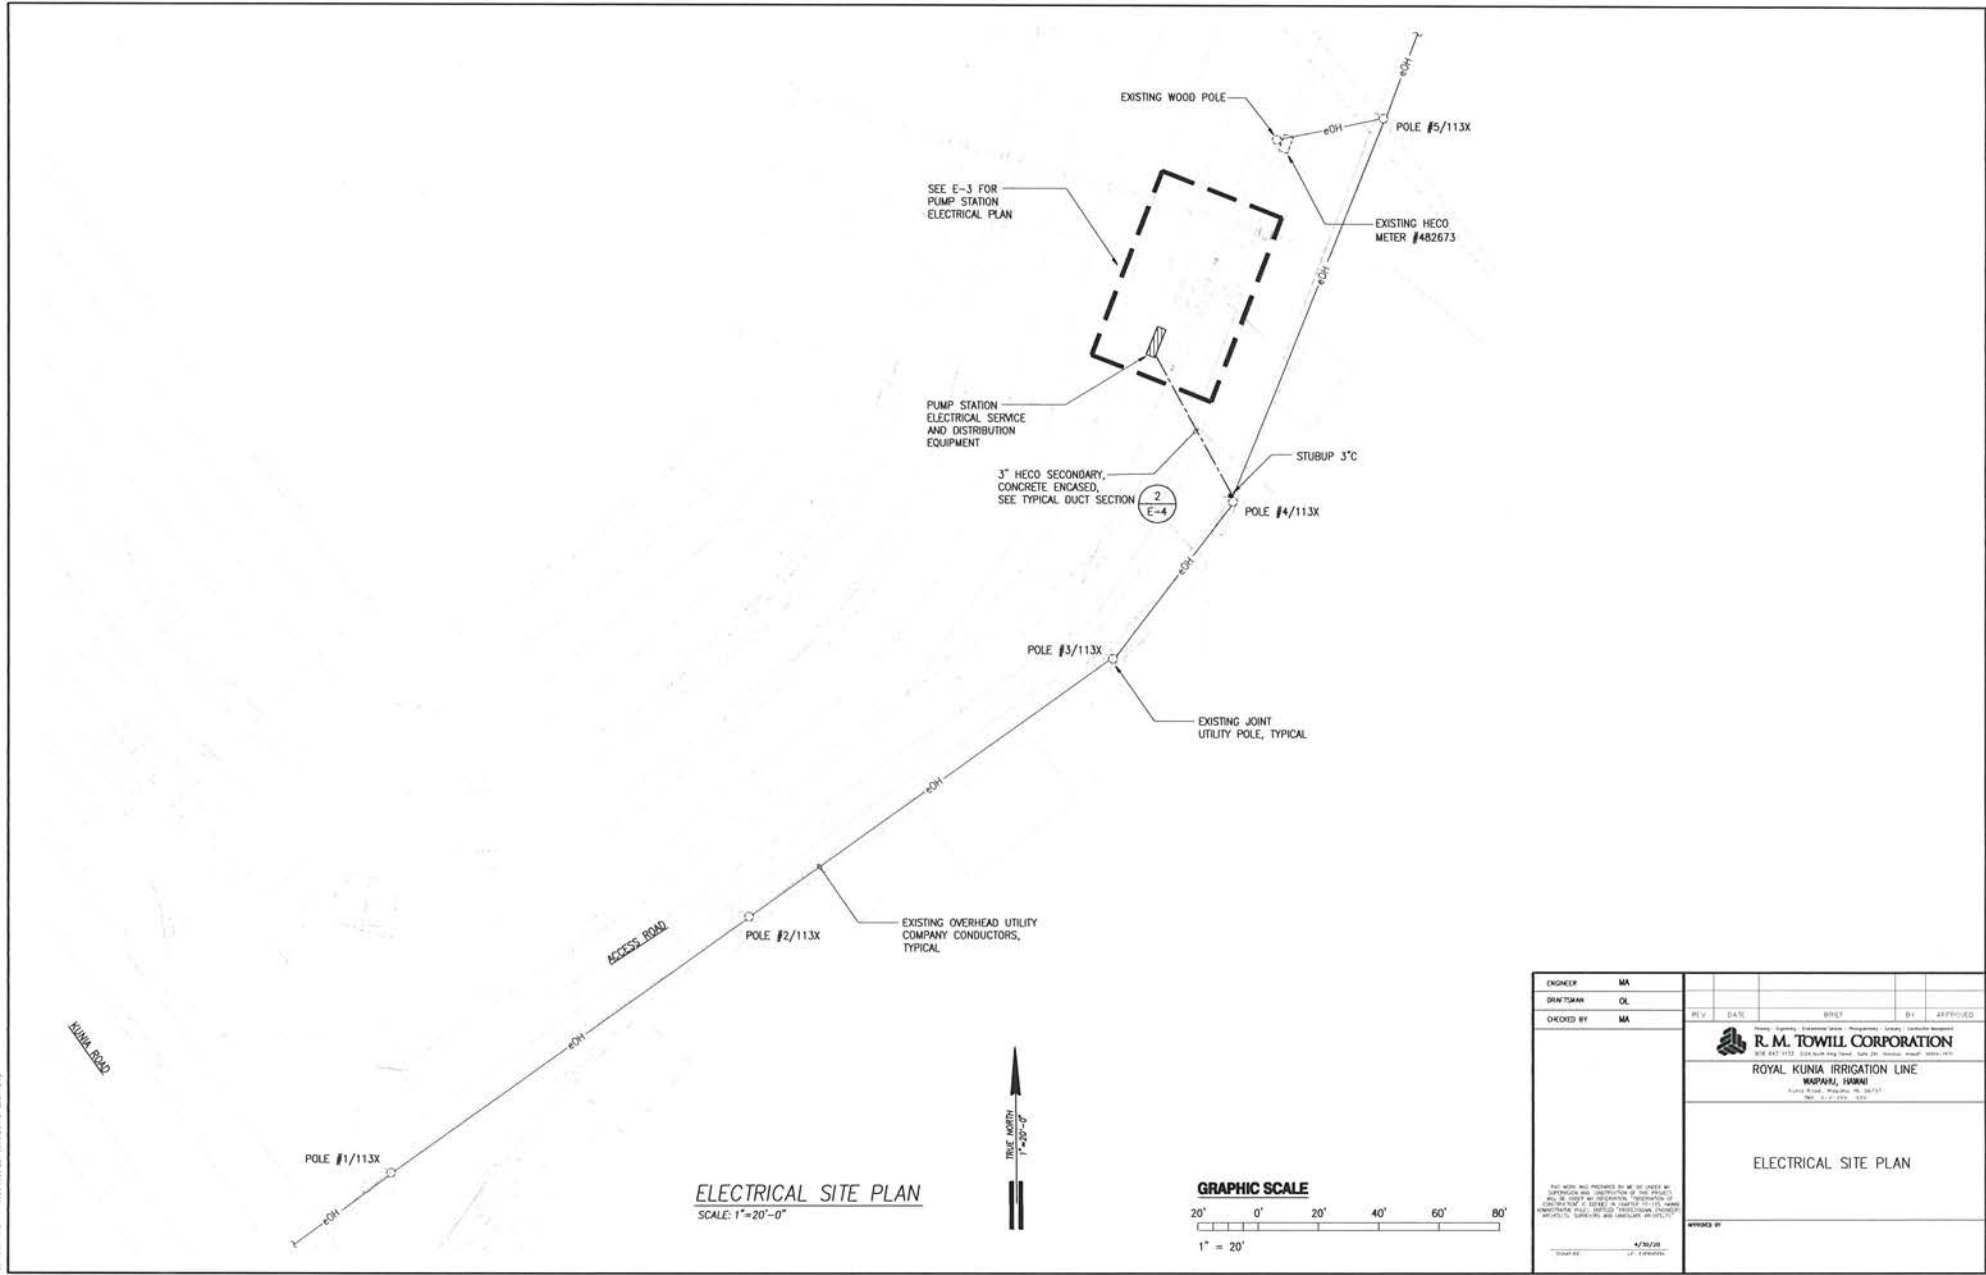 eOH
EXISTING WOOD POLE
eOH
POLE #5/113X
SEE E-3 FOR
PUMP STATION
ELECTRICAL PLAN
EXISTING HECO
METER #482673
eOH
PUMP STATION
ELECTRICAL SERVICE
AND DISTRIBUTION
EQUIPMENT
STUBUP 3"C
3" HECO SECONDARY,
CONCRETE ENCASED,
SEE TYPICAL DUCT SECTION
2
E-4
POLE #4/113X
eOH
POLE #3/113X
EXISTING JOINT
UTILITY POLE, TYPICAL
eOH
EXISTING OVERHEAD UTILITY
COMPANY CONDUCTORS,
TYPICAL
POLE #2/113X
ACCESS ROAD
KUNIA ROAD
eOH
POLE #1/113X
eOH
ELECTRICAL SITE PLAN
SCALE: 1"=20'-0"
TRUE NORTH
1"=20'-0"
GRAPHIC SCALE
20' 0' 20' 40' 60' 80'
1" = 20'
ENGINEER MA
DRAFTSMAN OL
CHECKED BY MA
REV DATE BRIEF BY APPROVED
R. M. TOWILL CORPORATION
ROYAL KUNIA IRRIGATION LINE
WAIPAHU, HAWAII
ELECTRICAL SITE PLAN
4/30/20
SIGNATURE
APPROVED BY